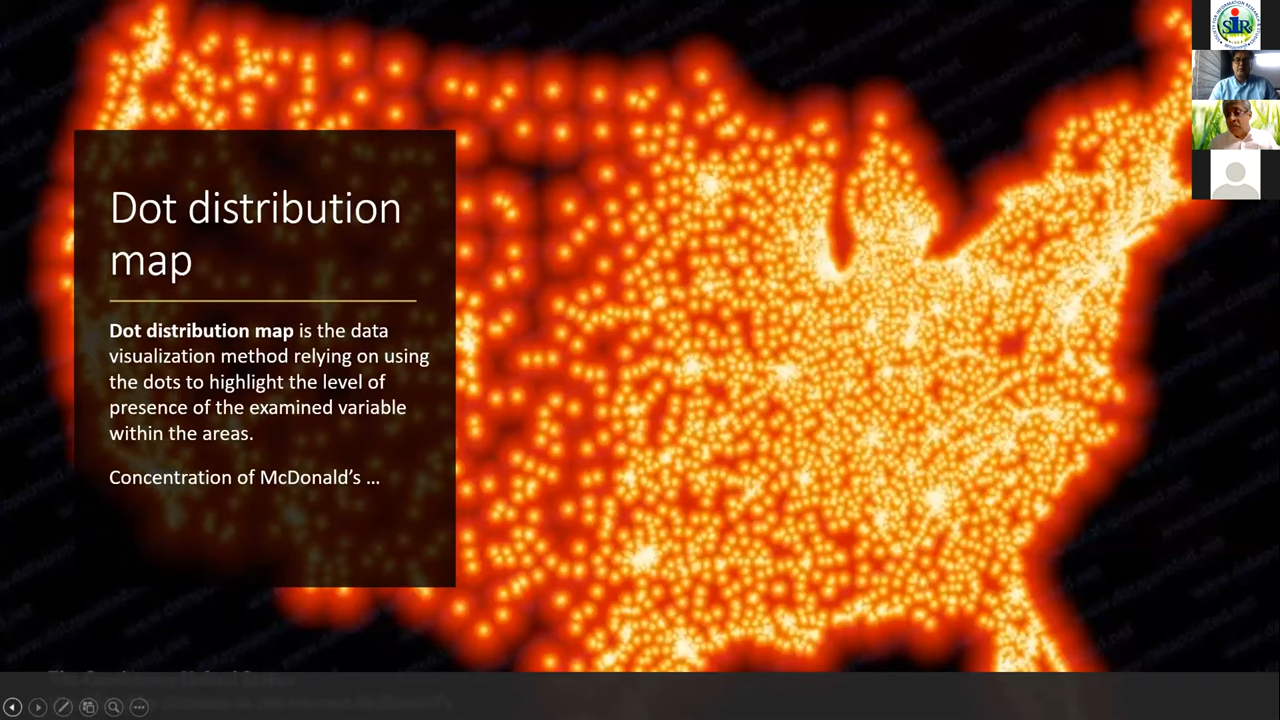 Dot distribution
map
Dot distribution map is the data
visualization method relying on using
the dots to highlight the level of
presence of the examined variable
within the areas.
Concentration of McDonald's ...